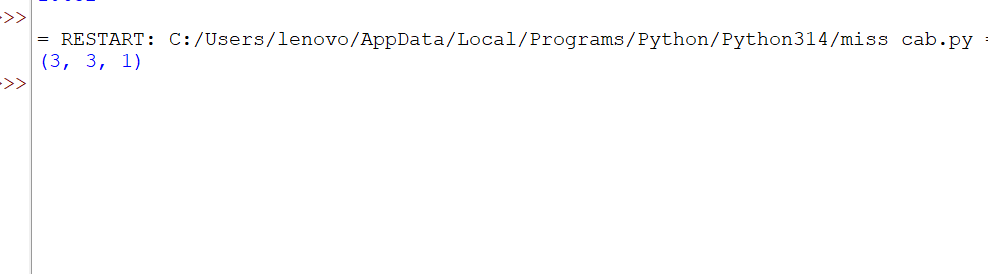 >>>
= RESTART: C:/Users/lenovo/AppData/Local/Programs/Python/Python314/miss cab.py =
(3, 3, 1)
>>>